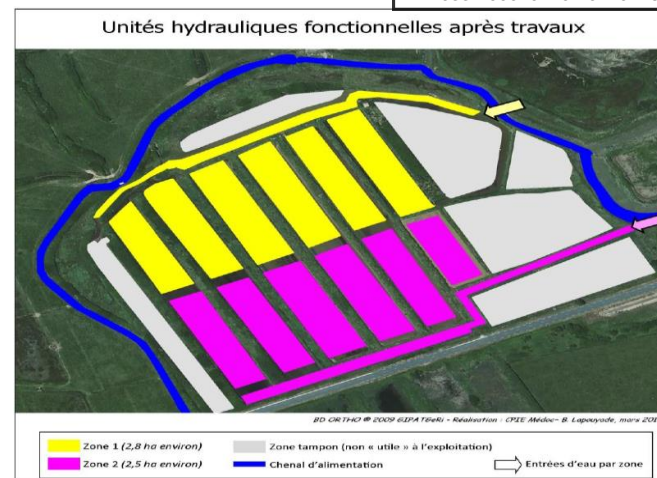 Unités hydrauliques fonctionnelles après travaux
BD ORTHO ® 2009 GIPATGeRi - Réalisation : CPIE Médoc- B. Lapouyade, mars 201
Zone 1 (2,8 ha environ)
Zone tampon (non « utile » à l'exploitation)
Zone 2 (2,5 ha environ)
Chenal d'alimentation
Entrées d'eau par zone